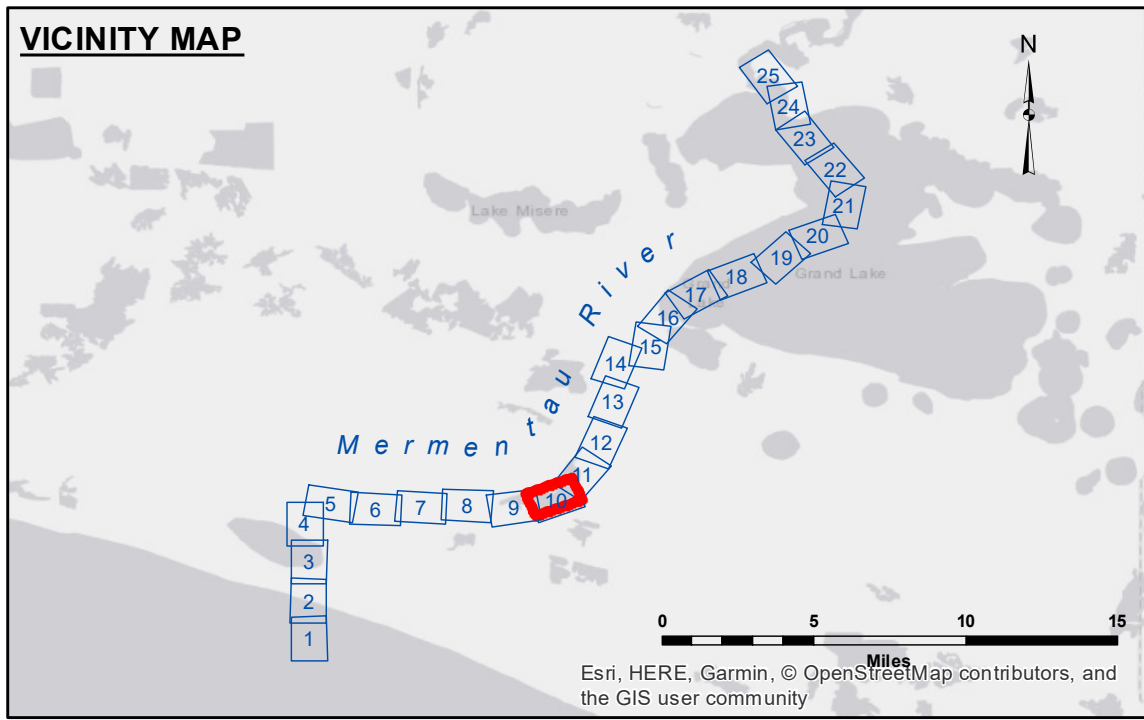 VICINITY MAP
N
25
24
23
22
21
20
19
18
17
16
15
14
13
12
11
10
9
8
7
6
5
4
3
2
1
Lake Misere
Grand Lake
Mermentau River
0 5 10 15
Miles
Esri, HERE, Garmin, © OpenStreetMap contributors, and
the GIS user community